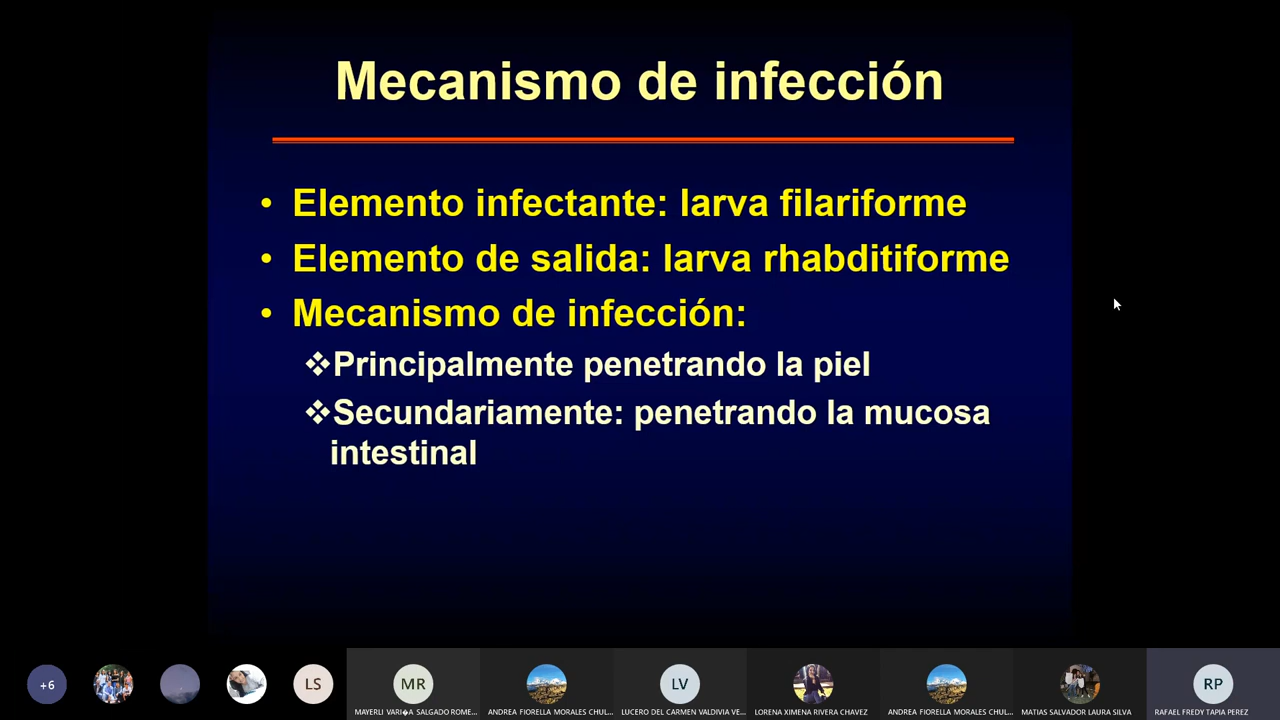 Mecanismo de infección
• Elemento infectante: larva filariforme
• Elemento de salida: larva rhabditiforme
• Mecanismo de infección:
❖Principalmente penetrando la piel
❖Secundariamente: penetrando la mucosa
intestinal
+6
LS
MR
LV
RP
MAYERLI VARI�A SALGADO ROME...
ANDREA FIORELLA MORALES CHUL...
LUCERO DEL CARMEN VALDIVIA VE...
LORENA XIMENA RIVERA CHAVEZ
ANDREA FIORELLA MORALES CHUL...
MATIAS SALVADOR LAURA SILVA
RAFAEL FREDY TAPIA PEREZ